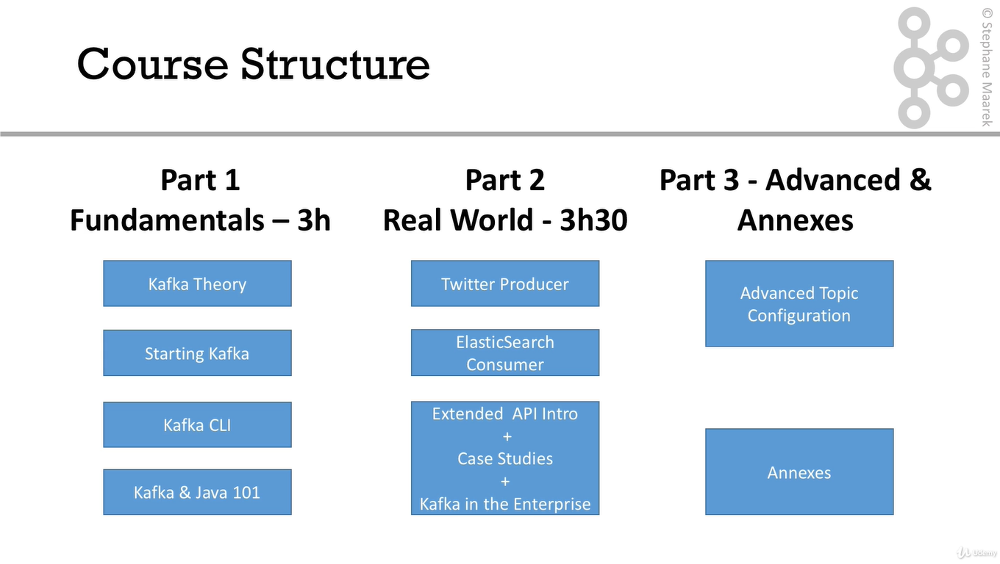 Course Structure
© Stephane Maarek
Part 1
Fundamentals – 3h
Kafka Theory
Starting Kafka
Kafka CLI
Kafka & Java 101
Part 2
Real World - 3h30
Twitter Producer
ElasticSearch
Consumer
Extended  API Intro
+
Case Studies
+
Kafka in the Enterprise
Part 3 - Advanced &
Annexes
Advanced Topic
Configuration
Annexes
Udemy